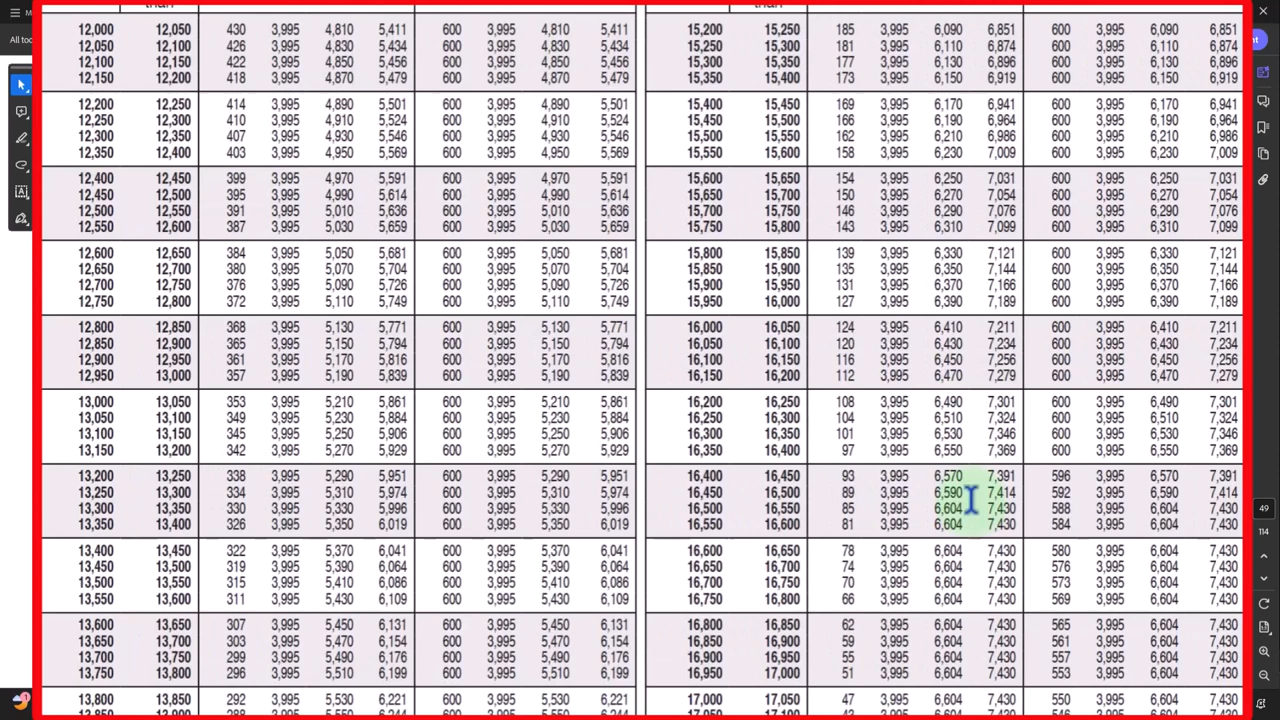 12,000 12,050 430 3,995 4,810 5,411 600 3,995 4,810 5,411
12,050 12,100 426 3,995 4,830 5,434 600 3,995 4,830 5,434
12,100 12,150 422 3,995 4,850 5,456 600 3,995 4,850 5,456
12,150 12,200 418 3,995 4,870 5,479 600 3,995 4,870 5,479
12,200 12,250 414 3,995 4,890 5,501 600 3,995 4,890 5,501
12,250 12,300 410 3,995 4,910 5,524 600 3,995 4,910 5,524
12,300 12,350 407 3,995 4,930 5,546 600 3,995 4,930 5,546
12,350 12,400 403 3,995 4,950 5,569 600 3,995 4,950 5,569
12,400 12,450 399 3,995 4,970 5,591 600 3,995 4,970 5,591
12,450 12,500 395 3,995 4,990 5,614 600 3,995 4,990 5,614
12,500 12,550 391 3,995 5,010 5,636 600 3,995 5,010 5,636
12,550 12,600 387 3,995 5,030 5,659 600 3,995 5,030 5,659
12,600 12,650 384 3,995 5,050 5,681 600 3,995 5,050 5,681
12,650 12,700 380 3,995 5,070 5,704 600 3,995 5,070 5,704
12,700 12,750 376 3,995 5,090 5,726 600 3,995 5,090 5,726
12,750 12,800 372 3,995 5,110 5,749 600 3,995 5,110 5,749
12,800 12,850 368 3,995 5,130 5,771 600 3,995 5,130 5,771
12,850 12,900 365 3,995 5,150 5,794 600 3,995 5,150 5,794
12,900 12,950 361 3,995 5,170 5,816 600 3,995 5,170 5,816
12,950 13,000 357 3,995 5,190 5,839 600 3,995 5,190 5,839
13,000 13,050 353 3,995 5,210 5,861 600 3,995 5,210 5,861
13,050 13,100 349 3,995 5,230 5,884 600 3,995 5,230 5,884
13,100 13,150 345 3,995 5,250 5,906 600 3,995 5,250 5,906
13,150 13,200 342 3,995 5,270 5,929 600 3,995 5,270 5,929
13,200 13,250 338 3,995 5,290 5,951 600 3,995 5,290 5,951
13,250 13,300 334 3,995 5,310 5,974 600 3,995 5,310 5,974
13,300 13,350 330 3,995 5,330 5,996 600 3,995 5,330 5,996
13,350 13,400 326 3,995 5,350 6,019 600 3,995 5,350 6,019
13,400 13,450 322 3,995 5,370 6,041 600 3,995 5,370 6,041
13,450 13,500 319 3,995 5,390 6,064 600 3,995 5,390 6,064
13,500 13,550 315 3,995 5,410 6,086 600 3,995 5,410 6,086
13,550 13,600 311 3,995 5,430 6,109 600 3,995 5,430 6,109
13,600 13,650 307 3,995 5,450 6,131 600 3,995 5,450 6,131
13,650 13,700 303 3,995 5,470 6,154 600 3,995 5,470 6,154
13,700 13,750 299 3,995 5,490 6,176 600 3,995 5,490 6,176
13,750 13,800 296 3,995 5,510 6,199 600 3,995 5,510 6,199
13,800 13,850 292 3,995 5,530 6,221 600 3,995 5,530 6,221
15,200 15,250 185 3,995 6,090 6,851 600 3,995 6,090 6,851
15,250 15,300 181 3,995 6,110 6,874 600 3,995 6,110 6,874
15,300 15,350 177 3,995 6,130 6,896 600 3,995 6,130 6,896
15,350 15,400 173 3,995 6,150 6,919 600 3,995 6,150 6,919
15,400 15,450 169 3,995 6,170 6,941 600 3,995 6,170 6,941
15,450 15,500 166 3,995 6,190 6,964 600 3,995 6,190 6,964
15,500 15,550 162 3,995 6,210 6,986 600 3,995 6,210 6,986
15,550 15,600 158 3,995 6,230 7,009 600 3,995 6,230 7,009
15,600 15,650 154 3,995 6,250 7,031 600 3,995 6,250 7,031
15,650 15,700 150 3,995 6,270 7,054 600 3,995 6,270 7,054
15,700 15,750 146 3,995 6,290 7,076 600 3,995 6,290 7,076
15,750 15,800 143 3,995 6,310 7,099 600 3,995 6,310 7,099
15,800 15,850 139 3,995 6,330 7,121 600 3,995 6,330 7,121
15,850 15,900 135 3,995 6,350 7,144 600 3,995 6,350 7,144
15,900 15,950 131 3,995 6,370 7,166 600 3,995 6,370 7,166
15,950 16,000 127 3,995 6,390 7,189 600 3,995 6,390 7,189
16,000 16,050 124 3,995 6,410 7,211 600 3,995 6,410 7,211
16,050 16,100 120 3,995 6,430 7,234 600 3,995 6,430 7,234
16,100 16,150 116 3,995 6,450 7,256 600 3,995 6,450 7,256
16,150 16,200 112 3,995 6,470 7,279 600 3,995 6,470 7,279
16,200 16,250 108 3,995 6,490 7,301 600 3,995 6,490 7,301
16,250 16,300 104 3,995 6,510 7,324 600 3,995 6,510 7,324
16,300 16,350 101 3,995 6,530 7,346 600 3,995 6,530 7,346
16,350 16,400 97 3,995 6,550 7,369 600 3,995 6,550 7,369
16,400 16,450 93 3,995 6,570 7,391 596 3,995 6,570 7,391
16,450 16,500 89 3,995 6,590 7,414 592 3,995 6,590 7,414
16,500 16,550 85 3,995 6,604 7,430 588 3,995 6,604 7,430
16,550 16,600 81 3,995 6,604 7,430 584 3,995 6,604 7,430
16,600 16,650 78 3,995 6,604 7,430 580 3,995 6,604 7,430
16,650 16,700 74 3,995 6,604 7,430 576 3,995 6,604 7,430
16,700 16,750 70 3,995 6,604 7,430 573 3,995 6,604 7,430
16,750 16,800 66 3,995 6,604 7,430 569 3,995 6,604 7,430
16,800 16,850 62 3,995 6,604 7,430 565 3,995 6,604 7,430
16,850 16,900 59 3,995 6,604 7,430 561 3,995 6,604 7,430
16,900 16,950 55 3,995 6,604 7,430 557 3,995 6,604 7,430
16,950 17,000 51 3,995 6,604 7,430 553 3,995 6,604 7,430
17,000 17,050 47 3,995 6,604 7,430 550 3,995 6,604 7,430
All to
49
114